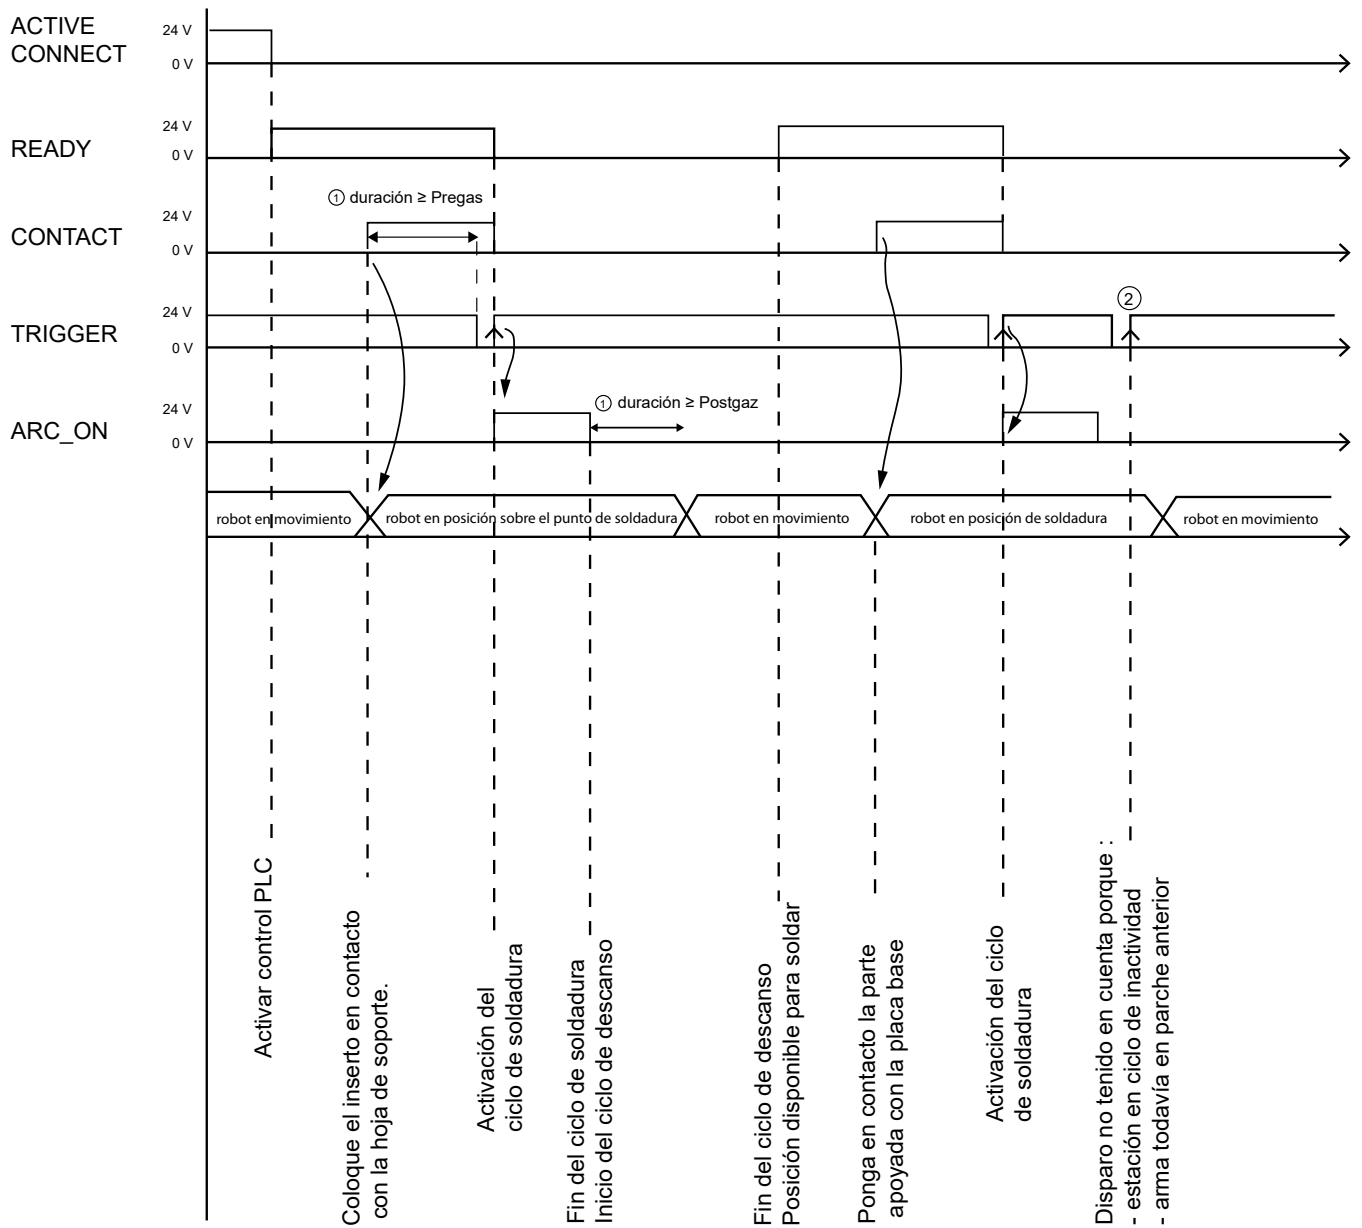 ACTIVE
CONNECT
24 V
0 V
READY
24 V
0 V
① duración ≥ Pregas
CONTACT
24 V
0 V
②
TRIGGER
24 V
0 V
ARC_ON
24 V
0 V
① duración ≥ Postgaz
robot en movimiento
robot en posición sobre el punto de soldadura
robot en movimiento
robot en posición de soldadura
robot en movimiento
Activar control PLC
Coloque el inserto en contacto
con la hoja de soporte.
Activación del
ciclo de soldadura
Fin del ciclo de soldadura
Inicio del ciclo de descanso
Fin del ciclo de descanso
Posición disponible para soldar
Ponga en contacto la parte
apoyada con la placa base
Activación del ciclo
de soldadura
Disparo no tenido en cuenta porque :
- estación en ciclo de inactividad
- arma todavía en parche anterior